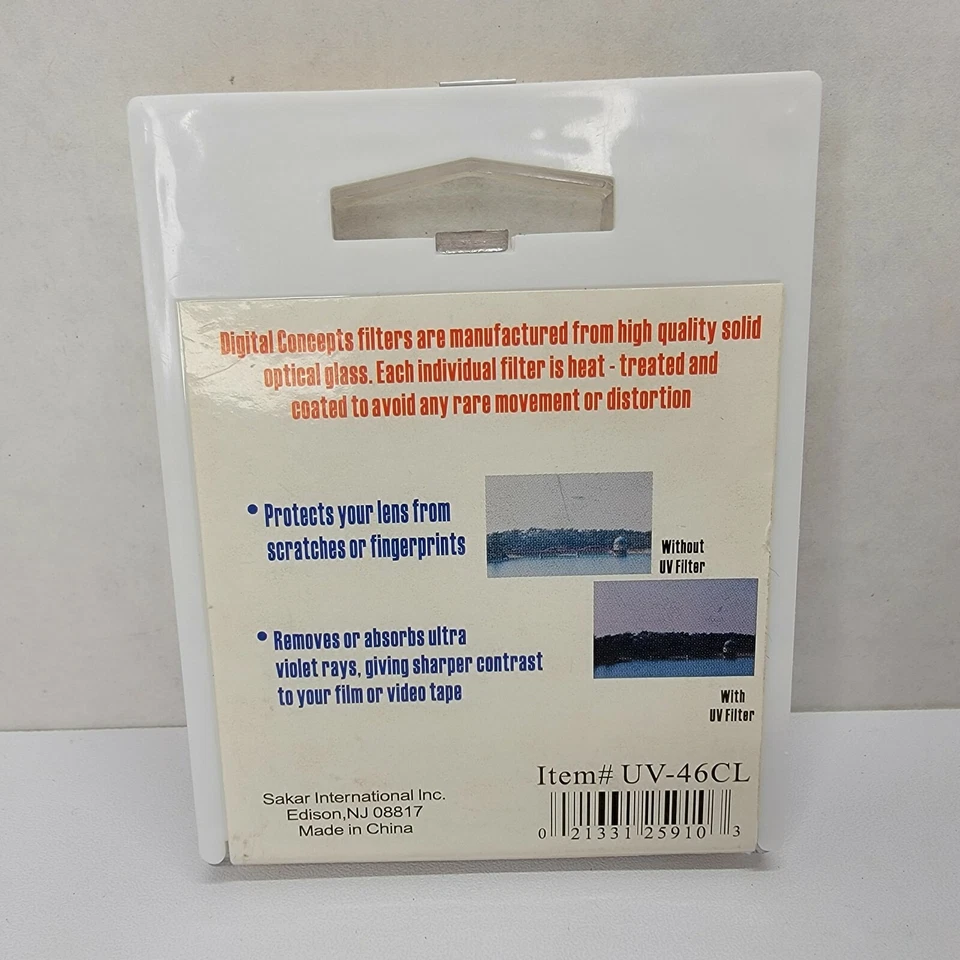 Digital Concepts filters are manufactured from high quality solid
optical glass. Each individual filter is heat - treated and
coated to avoid any rare movement or distortion
• Protects your lens from
scratches or fingerprints
Without
UV Filter
• Removes or absorbs ultra
violet rays, giving sharper contrast
to your film or video tape
With
UV Filter
Item# UV-46CL
Sakar International Inc.
Edison,NJ 08817
Made in China
0 21331 25910 3